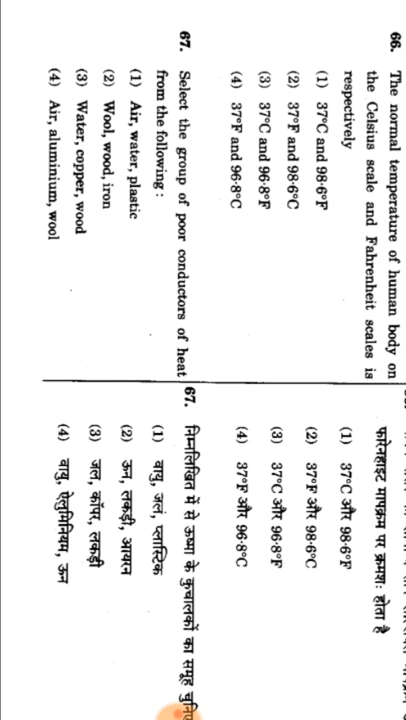 66. The normal temperature of human body on
the Celsius scale and Fahrenheit scales is
respectively
(1) 37°C and 98·6°F
(2) 37°F and 98·6°C
(3) 37°C and 96·8°F
(4) 37°F and 96·8°C
67. Select the group of poor conductors of heat
from the following :
(1) Air, water, plastic
(2) Wool, wood, iron
(3) Water, copper, wood
(4) Air, aluminium, wool
फारेनहाइट मापक्रम पर क्रमशः होता है
(1) 37°C और 98·6°F
(2) 37°F और 98·6°C
(3) 37°C और 96·8°F
(4) 37°F और 96·8°C
67. निम्नलिखित में से ऊष्मा के कुचालकों का समूह
(1) वायु, जल, प्लास्टिक
(2) ऊन, लकड़ी, आयरन
(3) जल, कॉपर, लकड़ी
(4) वायु, ऐलुमिनियम, ऊन